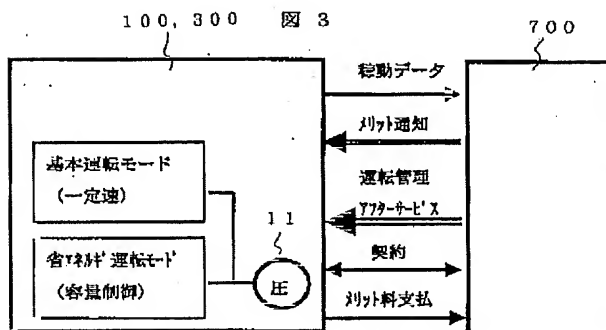 100,300 図3
700
稼動データ
メリット通知
基本運転モード
(一定速)
運転管理
アフターサービス
11
省エネルギ運転モード
(容量制御)
圧
契約
メリット料支払